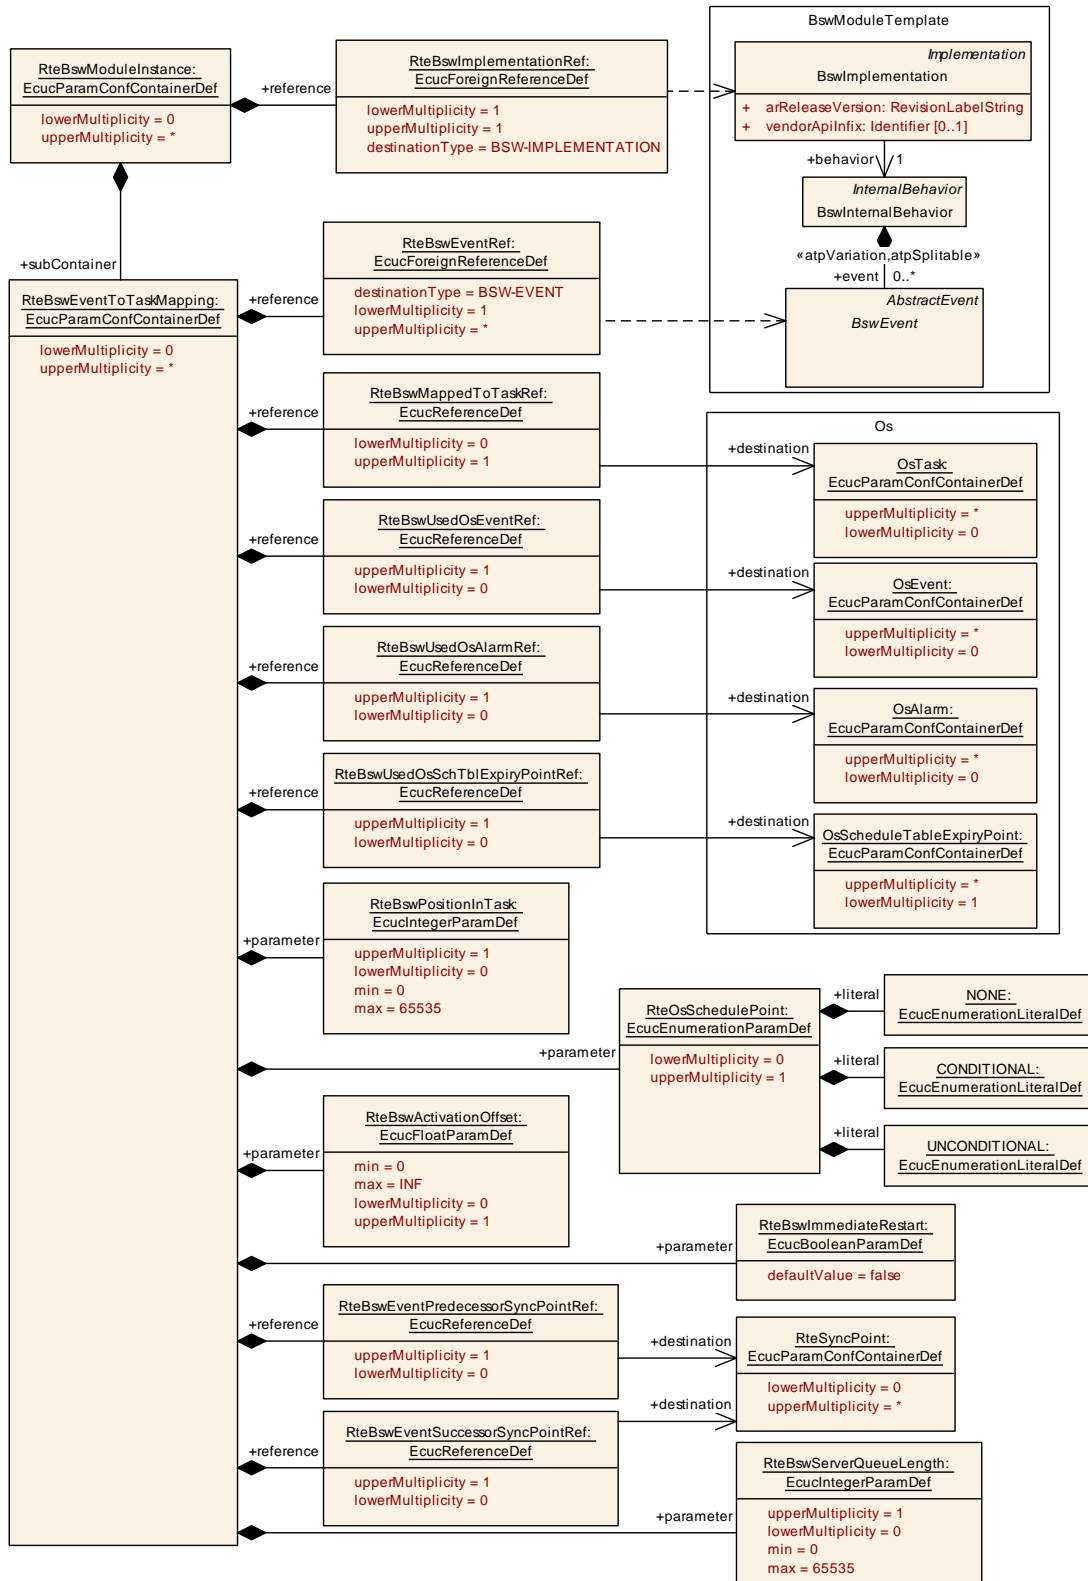 BswModuleTemplate
RteBswModuleInstance:
EcucParamConfContainerDef
lowerMultiplicity = 0
upperMultiplicity = *
+reference
RteBswImplementationRef:
EcucForeignReferenceDef
lowerMultiplicity = 1
upperMultiplicity = 1
destinationType = BSW-IMPLEMENTATION
Implementation
BswImplementation
+ arReleaseVersion: RevisionLabelString
+ vendorApiInfix: Identifier [0..1]
+behavior 1
InternalBehavior
BswInternalBehavior
«atpVariation,atpSplitable»
+event 0..*
AbstractEvent
BswEvent
+subContainer
RteBswEventToTaskMapping:
EcucParamConfContainerDef
lowerMultiplicity = 0
upperMultiplicity = *
+reference
RteBswEventRef:
EcucForeignReferenceDef
destinationType = BSW-EVENT
lowerMultiplicity = 1
upperMultiplicity = *
+reference
RteBswMappedToTaskRef:
EcucReferenceDef
lowerMultiplicity = 0
upperMultiplicity = 1
Os
+destination
OsTask:
EcucParamConfContainerDef
upperMultiplicity = *
lowerMultiplicity = 0
+reference
RteBswUsedOsEventRef:
EcucReferenceDef
upperMultiplicity = 1
lowerMultiplicity = 0
+destination
OsEvent:
EcucParamConfContainerDef
upperMultiplicity = *
lowerMultiplicity = 0
+reference
RteBswUsedOsAlarmRef:
EcucReferenceDef
upperMultiplicity = 1
lowerMultiplicity = 0
+destination
OsAlarm:
EcucParamConfContainerDef
upperMultiplicity = *
lowerMultiplicity = 0
+reference
RteBswUsedOsSchTblExpiryPointRef:
EcucReferenceDef
upperMultiplicity = 1
lowerMultiplicity = 0
+destination
OsScheduleTableExpiryPoint:
EcucParamConfContainerDef
upperMultiplicity = *
lowerMultiplicity = 1
+parameter
RteBswPositionInTask:
EcucIntegerParamDef
upperMultiplicity = 1
lowerMultiplicity = 0
min = 0
max = 65535
+parameter
RteOsSchedulePoint:
EcucEnumerationParamDef
lowerMultiplicity = 0
upperMultiplicity = 1
+literal
NONE:
EcucEnumerationLiteralDef
+literal
CONDITIONAL:
EcucEnumerationLiteralDef
+literal
UNCONDITIONAL:
EcucEnumerationLiteralDef
+parameter
RteBswActivationOffset:
EcucFloatParamDef
min = 0
max = INF
lowerMultiplicity = 0
upperMultiplicity = 1
+parameter
RteBswImmediateRestart:
EcucBooleanParamDef
defaultValue = false
+reference
RteBswEventPredecessorSyncPointRef:
EcucReferenceDef
upperMultiplicity = 1
lowerMultiplicity = 0
+destination
RteSyncPoint:
EcucParamConfContainerDef
lowerMultiplicity = 0
upperMultiplicity = *
+destination
+reference
RteBswEventSuccessorSyncPointRef:
EcucReferenceDef
upperMultiplicity = 1
lowerMultiplicity = 0
+parameter
RteBswServerQueueLength:
EcucIntegerParamDef
upperMultiplicity = 1
lowerMultiplicity = 0
min = 0
max = 65535